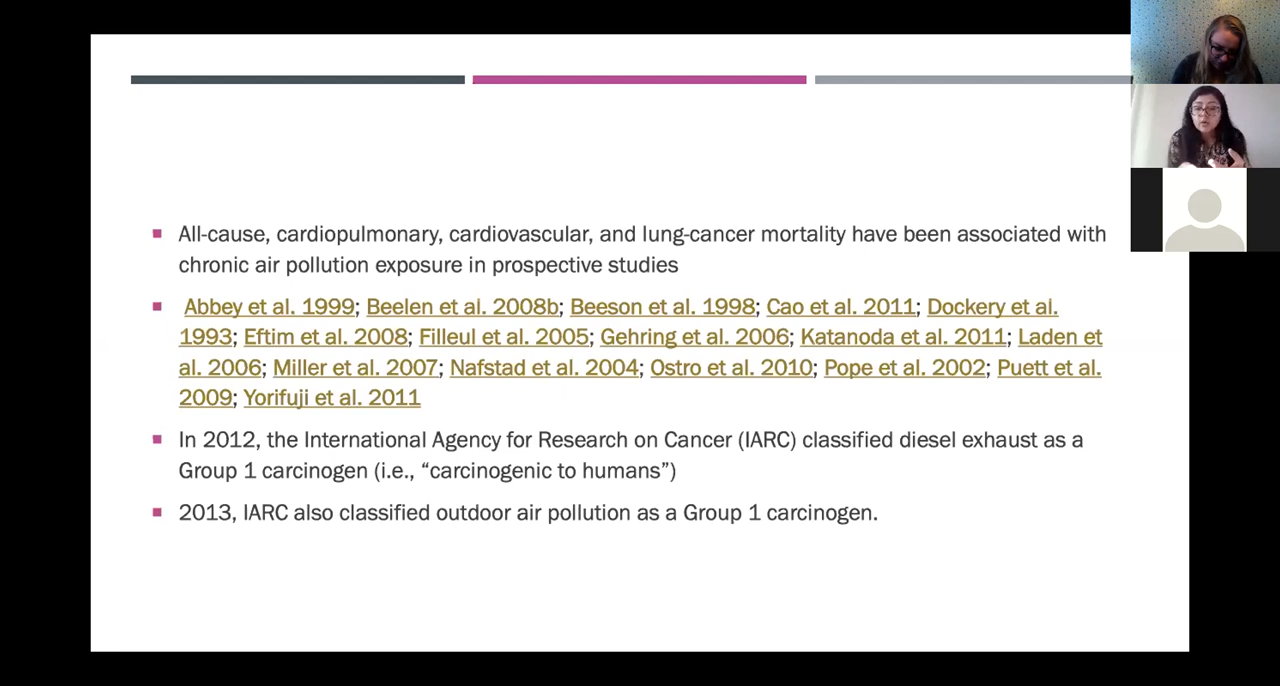 All-cause, cardiopulmonary, cardiovascular, and lung-cancer mortality have been associated with
chronic air pollution exposure in prospective studies
Abbey et al. 1999; Beelen et al. 2008b; Beeson et al. 1998; Cao et al. 2011; Dockery et al.
1993; Eftim et al. 2008; Filleul et al. 2005; Gehring et al. 2006; Katanoda et al. 2011; Laden et
al. 2006; Miller et al. 2007; Nafstad et al. 2004; Ostro et al. 2010; Pope et al. 2002; Puett et al.
2009; Yorifuji et al. 2011
In 2012, the International Agency for Research on Cancer (IARC) classified diesel exhaust as a
Group 1 carcinogen (i.e., “carcinogenic to humans”)
2013, IARC also classified outdoor air pollution as a Group 1 carcinogen.